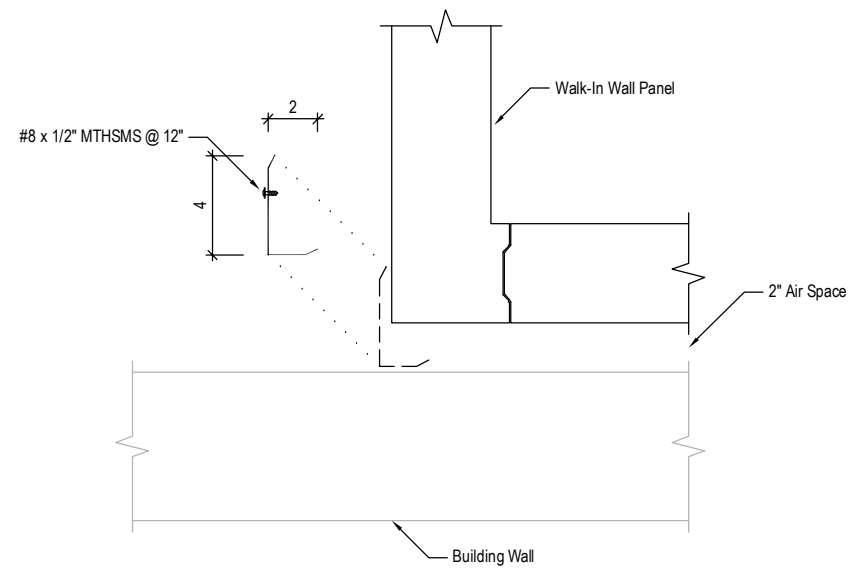 Walk-In Wall Panel
2
#8 x 1/2" MTHSMS @ 12"
4
2" Air Space
Building Wall